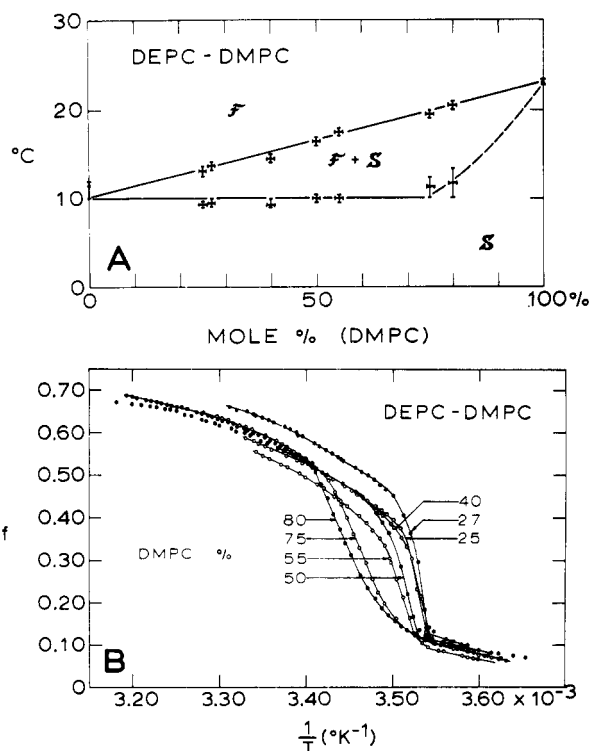 30
DEPC - DMPC
F
20
°C
F + S
10
A
S
0
0
50
100%
MOLE % (DMPC)
0.70
DEPC-DMPC
0.60
0.50
40
f
0.40
80
27
75
25
0.30
DMPC %
55
50
0.20
0.10
B
0
3.20
3.30
3.40
3.50
3.60 × 10⁻³
1/T (°K⁻¹)